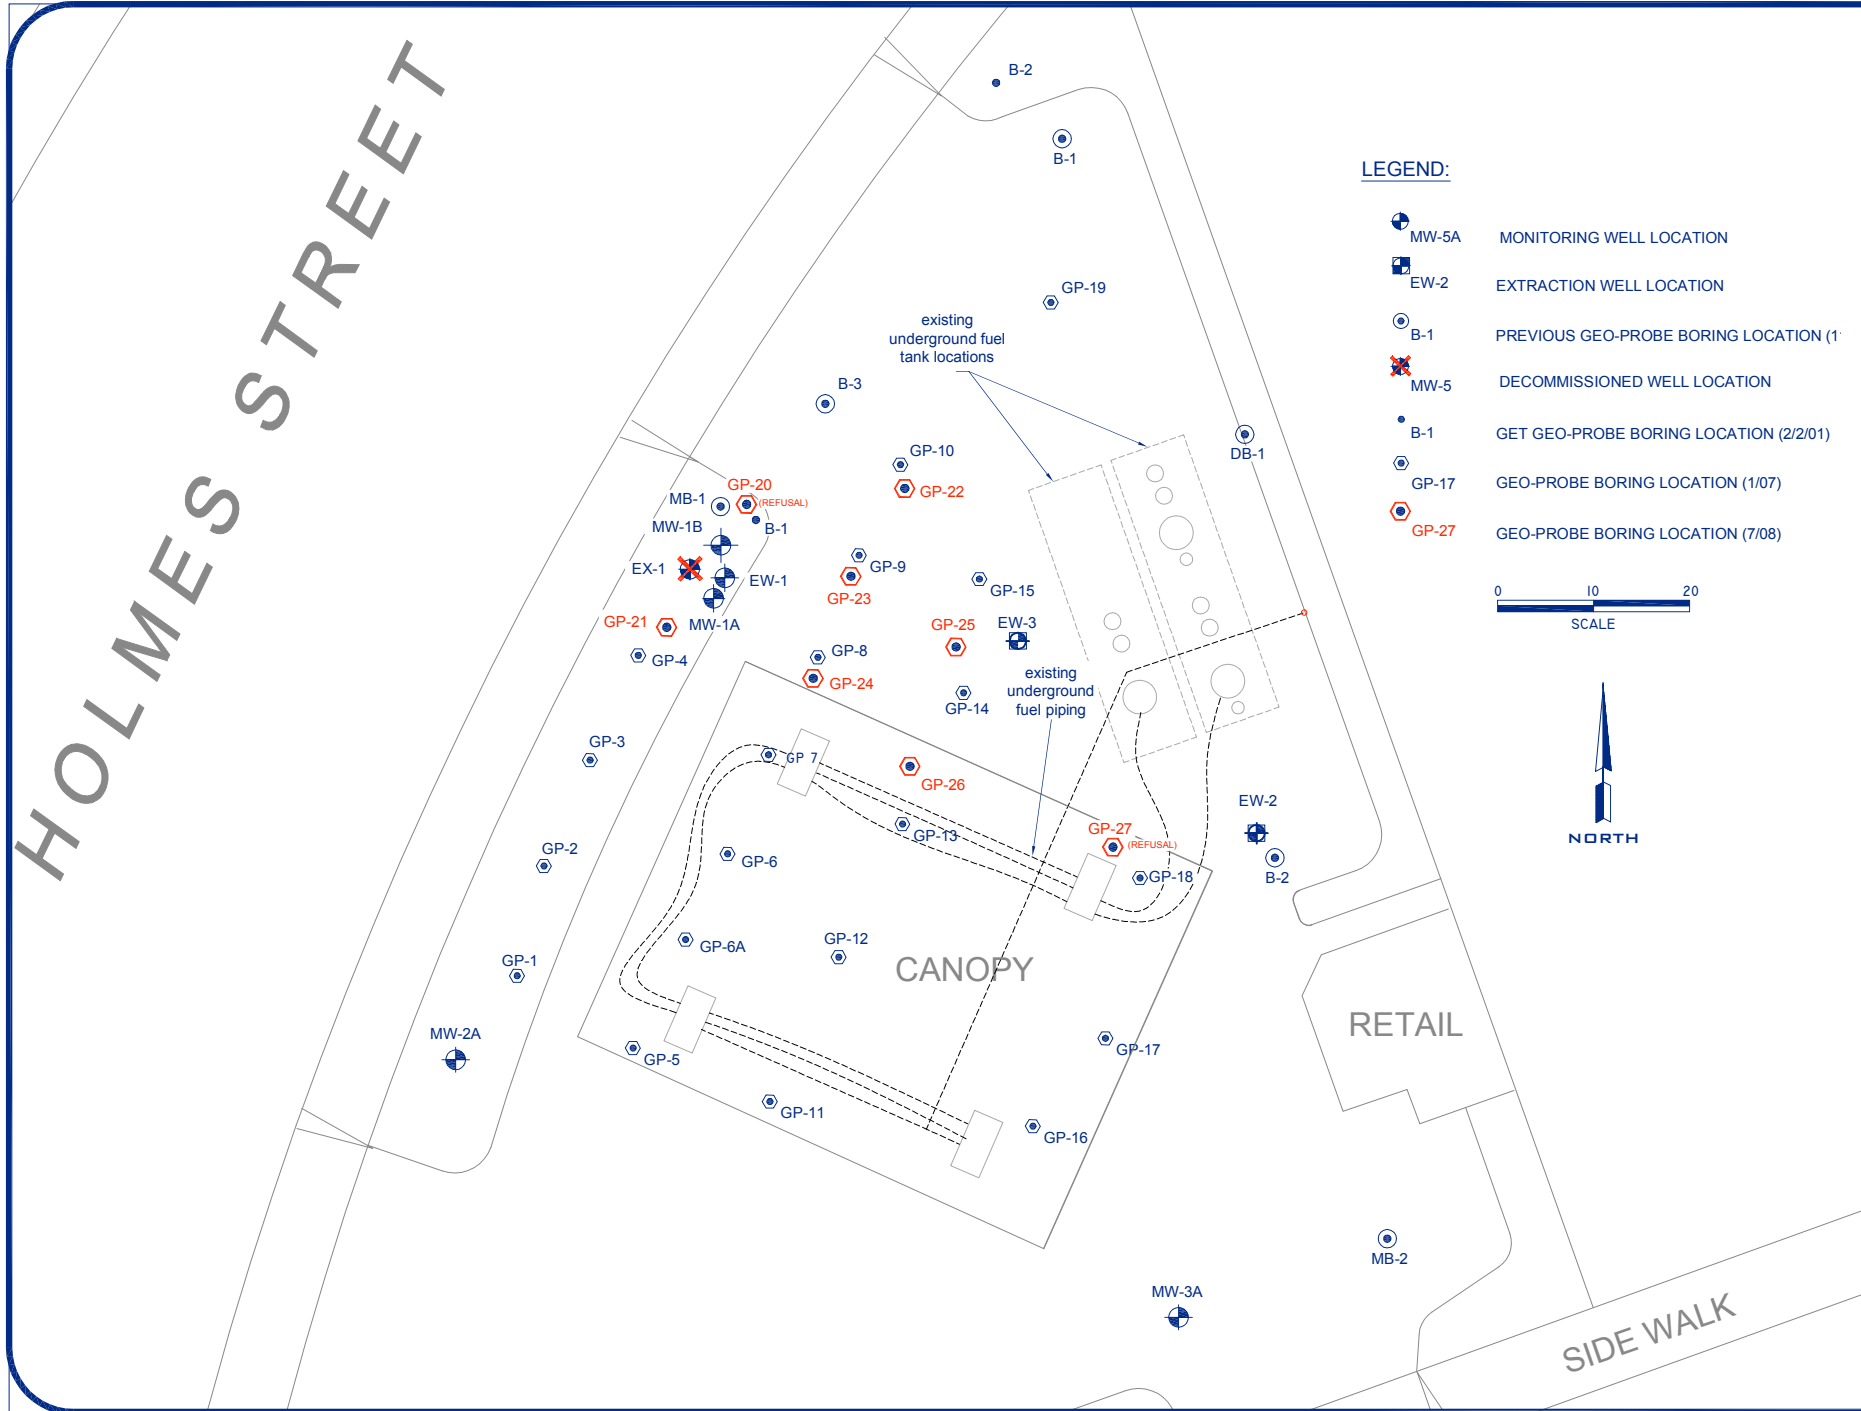 HOLMES STREET
B-2
B-1
LEGEND:
MW-5A MONITORING WELL LOCATION
EW-2 EXTRACTION WELL LOCATION
B-1 PREVIOUS GEO-PROBE BORING LOCATION (1
MW-5 DECOMMISSIONED WELL LOCATION
B-1 GET GEO-PROBE BORING LOCATION (2/2/01)
GP-17 GEO-PROBE BORING LOCATION (1/07)
GP-27 GEO-PROBE BORING LOCATION (7/08)
0 10 20
SCALE
NORTH
GP-19
existing
underground fuel
tank locations
B-3
DB-1
GP-10
GP-22
GP-20
(REFUSAL)
MB-1
B-1
MW-1B
EX-1
EW-1
MW-1A
GP-9
GP-23
GP-15
GP-21
GP-25
EW-3
GP-4
GP-8
GP-24
GP-14
existing
underground
fuel piping
GP-3
GP 7
GP-26
GP-13
GP-27
(REFUSAL)
EW-2
B-2
GP-18
GP-2
GP-6
GP-6A
GP-12
CANOPY
GP-1
MW-2A
GP-5
GP-11
GP-17
GP-16
RETAIL
MB-2
MW-3A
SIDE WALK